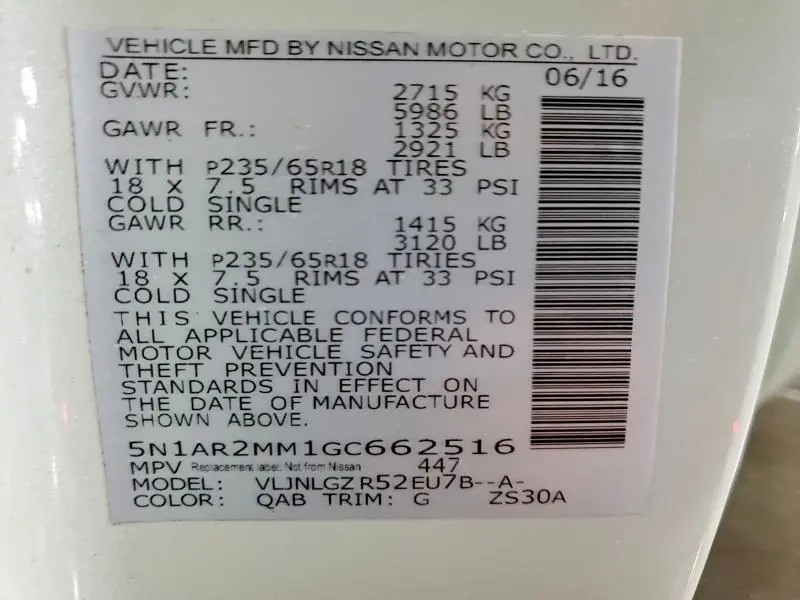 VEHICLE MFD BY NISSAN MOTOR CO., LTD.
DATE: 06/16
GVWR: 2715 KG
5986 LB
GAWR FR.: 1325 KG
2921 LB
WITH P235/65R18 TIRES
18 X 7.5 RIMS AT 33 PSI
COLD SINGLE
GAWR RR.: 1415 KG
3120 LB
WITH P235/65R18 TIRIES
18 X 7.5 RIMS AT 33 PSI
COLD SINGLE
THIS VEHICLE CONFORMS TO
ALL APPLICABLE FEDERAL
MOTOR VEHICLE SAFETY AND
THEFT PREVENTION
STANDARDS IN EFFECT ON
THE DATE OF MANUFACTURE
SHOWN ABOVE.
5N1AR2MM1GC662516
MPV Replacement label. Not from Nissan 447
MODEL: VLJNLGZ R52EU7B--A-
COLOR: QAB TRIM: G ZS30A